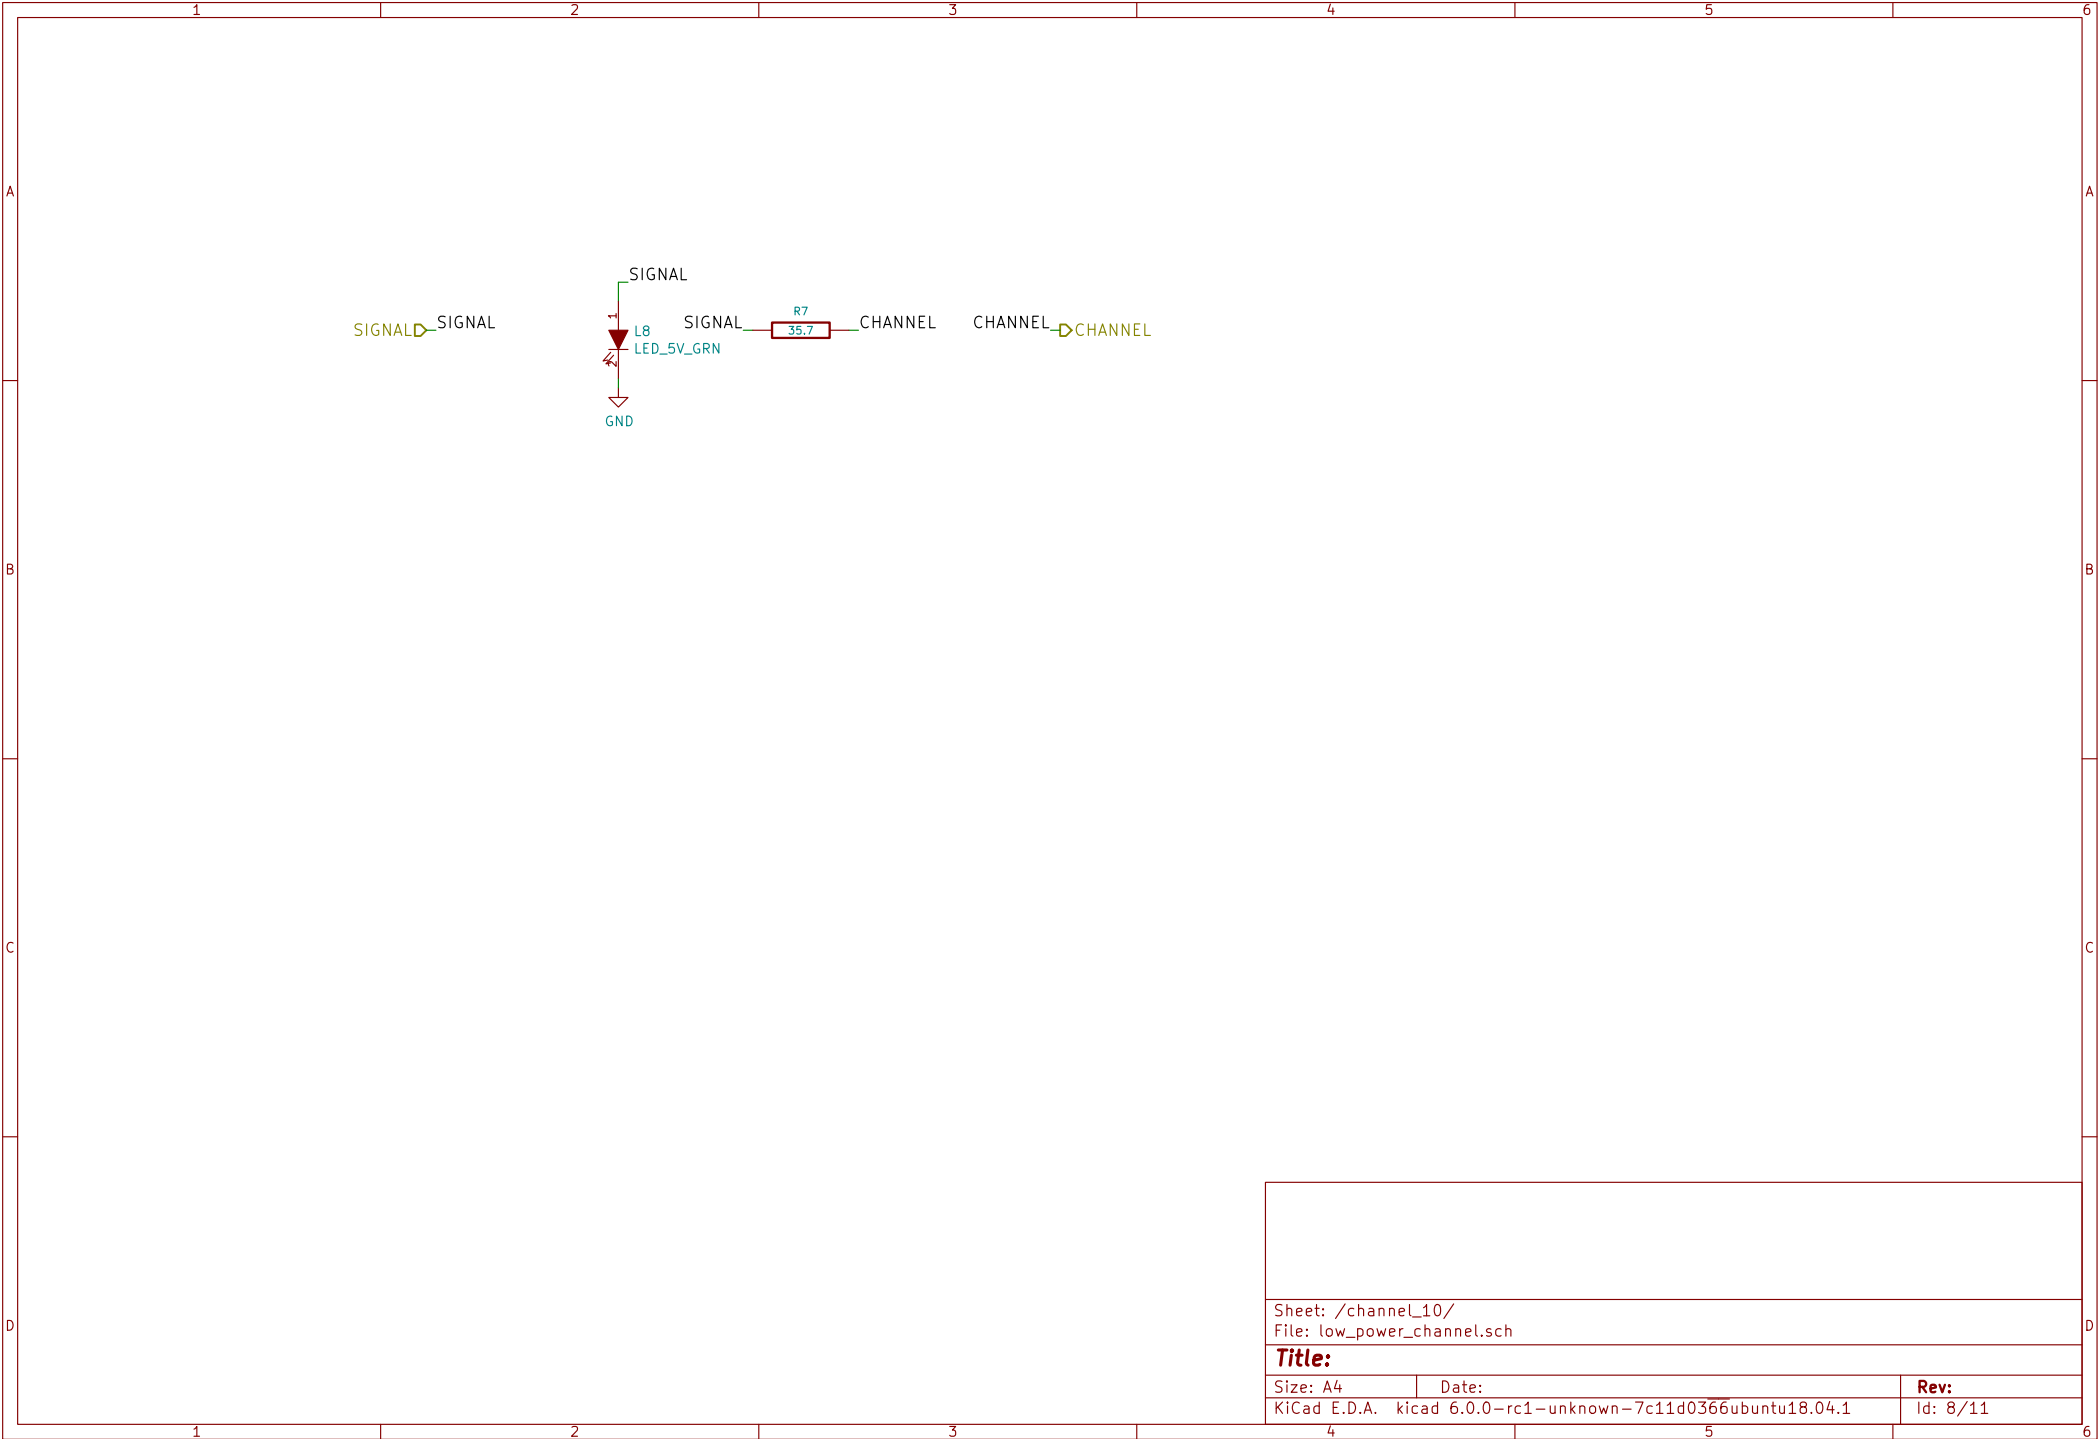 1 2 3 4 5 6
A A
SIGNAL
SIGNAL SIGNAL
1
L8
LED_5V_GRN
2
GND
R7
SIGNAL 35.7 CHANNEL
CHANNEL CHANNEL
B B
C C
D D
Sheet: /channel_10/
File: low_power_channel.sch
Title:
Size: A4 Date: Rev:
KiCad E.D.A. kicad 6.0.0-rc1-unknown-7c11d0366ubuntu18.04.1 Id: 8/11
1 2 3 4 5 6